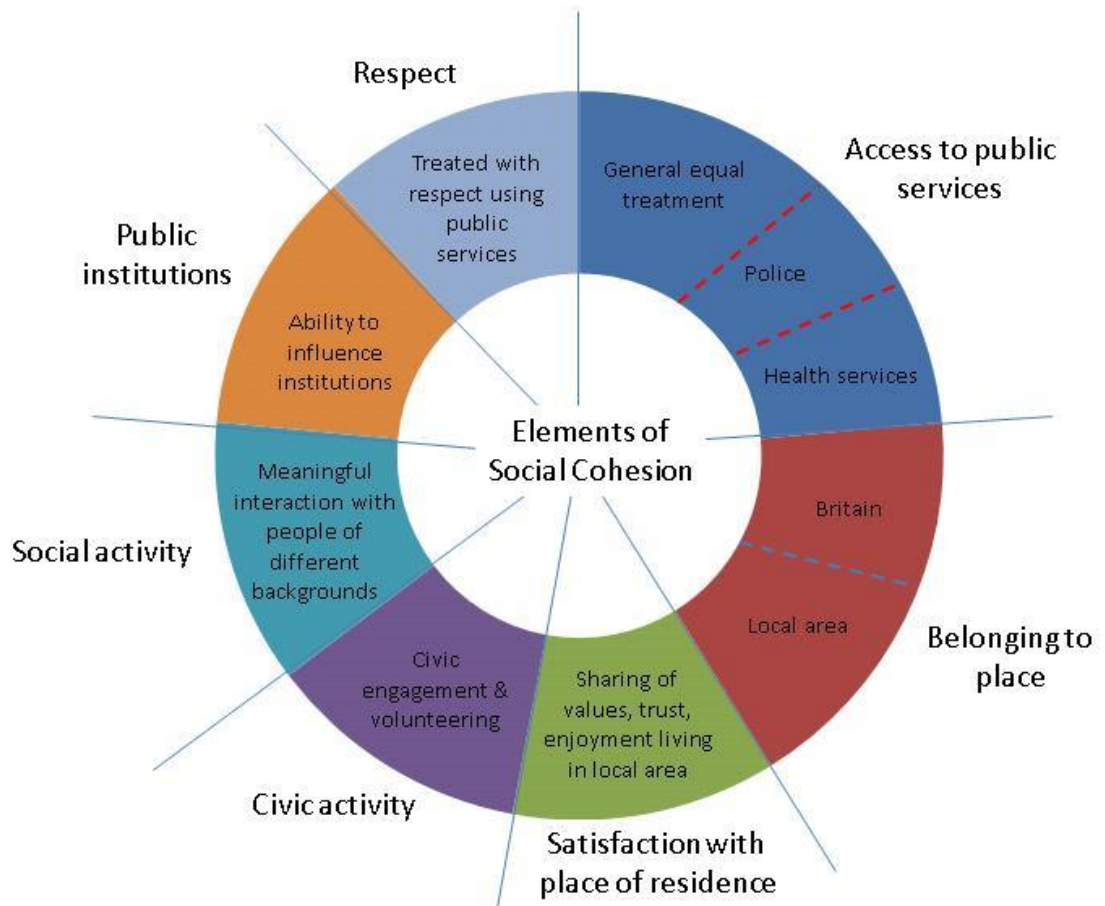 Respect
Treated with
respect using
public
services
General equal
treatment
Police
Health services
Access to public
services
Britain
Local area
Belonging to
place
Sharing of
values, trust,
enjoyment living
in local area
Satisfaction with
place of residence
Civic
engagement &
volunteering
Civic activity
Meaningful
interaction with
people of
different
backgrounds
Social activity
Ability to
influence
institutions
Public
institutions
Elements of
Social Cohesion